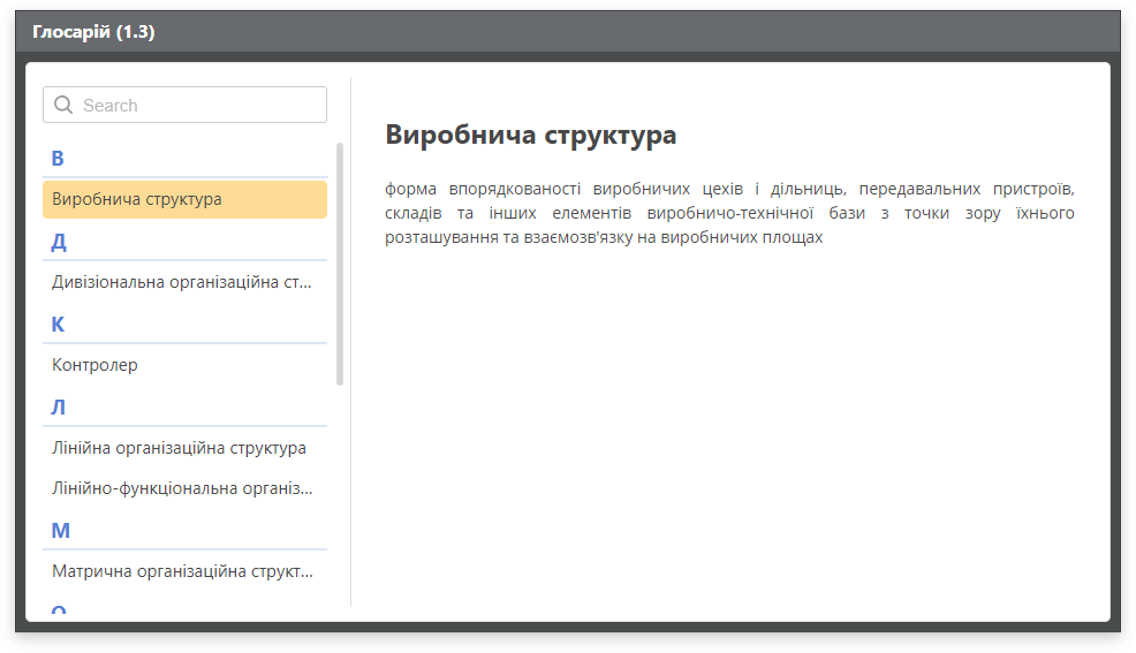 Глосарій (1.3)
Search
В
Виробнича структура
Д
Дивізіональна організаційна ст...
К
Контролер
Л
Лінійна організаційна структура
Лінійно-функціональна організ...
М
Матрична організаційна структ...
Виробнича структура
форма впорядкованості виробничих цехів і дільниць, передавальних пристроїв,
складів та інших елементів виробничо-технічної бази з точки зору їхнього
розташування та взаємозв'язку на виробничих площах